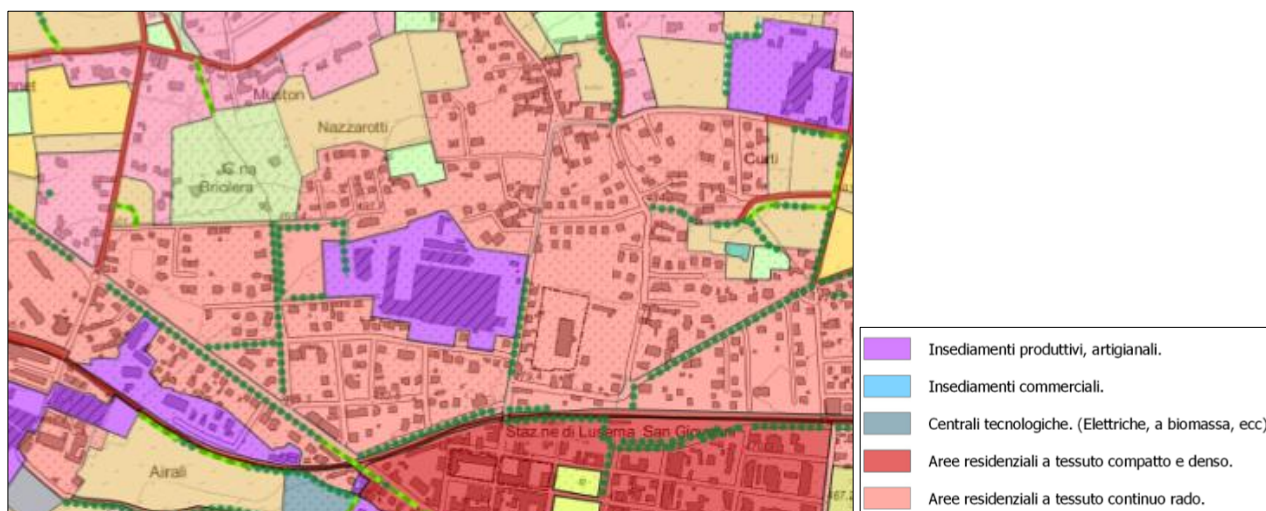 Muston
Nazzarotti
C.na
Briolera
Curti
Staz.ne di Luserna San Giovanni
Airali
Insediamenti produttivi, artigianali.
Insediamenti commerciali.
Centrali tecnologiche. (Elettriche, a biomassa, ecc)
Aree residenziali a tessuto compatto e denso.
Aree residenziali a tessuto continuo rado.